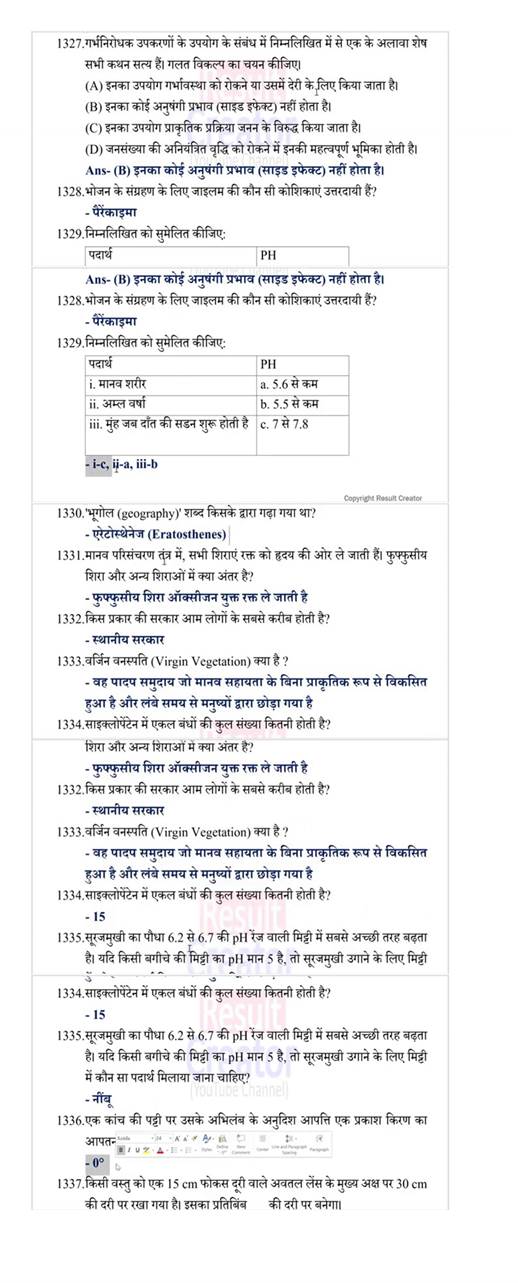 1327.गर्भनिरोधक उपकरणों के उपयोग के संबंध में निम्नलिखित में से एक के अलावा शेष
सभी कथन सत्य हैं। गलत विकल्प का चयन कीजिए।
(A) इनका उपयोग गर्भावस्था को रोकने या उसमें देरी के लिए किया जाता है।
(B) इनका कोई अनुषंगी प्रभाव (साइड इफेक्ट) नहीं होता है।
(C) इनका उपयोग प्राकृतिक प्रक्रिया जनन के विरूद्ध किया जाता है।
(D) जनसंख्या की अनियंत्रित वृद्धि को रोकने में इनकी महत्वपूर्ण भूमिका होती है।
Ans- (B) इनका कोई अनुषंगी प्रभाव (साइड इफेक्ट) नहीं होता है।
1328.भोजन के संग्रहण के लिए जाइलम की कौन सी कोशिकाएं उत्तरदायी हैं?
- पैरेंकाइमा
1329.निम्नलिखित को सुमेलित कीजिए:
पदार्थ PH
Ans- (B) इनका कोई अनुषंगी प्रभाव (साइड इफेक्ट) नहीं होता है।
1328.भोजन के संग्रहण के लिए जाइलम की कौन सी कोशिकाएं उत्तरदायी हैं?
- पैरेंकाइमा
1329.निम्नलिखित को सुमेलित कीजिए:
पदार्थ PH
i. मानव शरीर a. 5.6 से कम
ii. अम्ल वर्षा b. 5.5 से कम
iii. मुंह जब दाँत की सडन शुरू होती है c. 7 से 7.8
- i-c, ii-a, iii-b
Copyright Result Creator
1330.'भूगोल (geography)' शब्द किसके द्वारा गढ़ा गया था?
- एरेटोस्थेनेज (Eratosthenes)
1331.मानव परिसंचरण तंत्र में, सभी शिराएं रक्त को हृदय की ओर ले जाती हैं। फुफ्फुसीय
शिरा और अन्य शिराओं में क्या अंतर है?
- फुफ्फुसीय शिरा ऑक्सीजन युक्त रक्त ले जाती है
1332.किस प्रकार की सरकार आम लोगों के सबसे करीब होती है?
- स्थानीय सरकार
1333.वर्जिन वनस्पति (Virgin Vegetation) क्या है ?
- वह पादप समुदाय जो मानव सहायता के बिना प्राकृतिक रूप से विकसित
हुआ है और लंबे समय से मनुष्यों द्वारा छोड़ा गया है
1334.साइक्लोपेंटेन में एकल बंधों की कुल संख्या कितनी होती है?
शिरा और अन्य शिराओं में क्या अंतर है?
- फुफ्फुसीय शिरा ऑक्सीजन युक्त रक्त ले जाती है
1332.किस प्रकार की सरकार आम लोगों के सबसे करीब होती है?
- स्थानीय सरकार
1333.वर्जिन वनस्पति (Virgin Vegetation) क्या है ?
- वह पादप समुदाय जो मानव सहायता के बिना प्राकृतिक रूप से विकसित
हुआ है और लंबे समय से मनुष्यों द्वारा छोड़ा गया है
1334.साइक्लोपेंटेन में एकल बंधों की कुल संख्या कितनी होती है?
- 15
1335.सूरजमुखी का पौधा 6.2 से 6.7 की pH रेंज वाली मिट्टी में सबसे अच्छी तरह बढ़ता
है। यदि किसी बगीचे की मिट्टी का pH मान 5 है, तो सूरजमुखी उगाने के लिए मिट्टी
1334.साइक्लोपेंटेन में एकल बंधों की कुल संख्या कितनी होती है?
- 15
1335.सूरजमुखी का पौधा 6.2 से 6.7 की pH रेंज वाली मिट्टी में सबसे अच्छी तरह बढ़ता
है। यदि किसी बगीचे की मिट्टी का pH मान 5 है, तो सूरजमुखी उगाने के लिए मिट्टी
में कौन सा पदार्थ मिलाया जाना चाहिए?
- नींबू
1336.एक कांच की पट्टी पर उसके अभिलंब के अनुदिश आपत्ति एक प्रकाश किरण का
आपतन
- 0°
1337.किसी वस्तु को एक 15 cm फोकस दूरी वाले अवतल लेंस के मुख्य अक्ष पर 30 cm
की दूरी पर रखा गया है। इसका प्रतिबिंब की दूरी पर बनेगा।